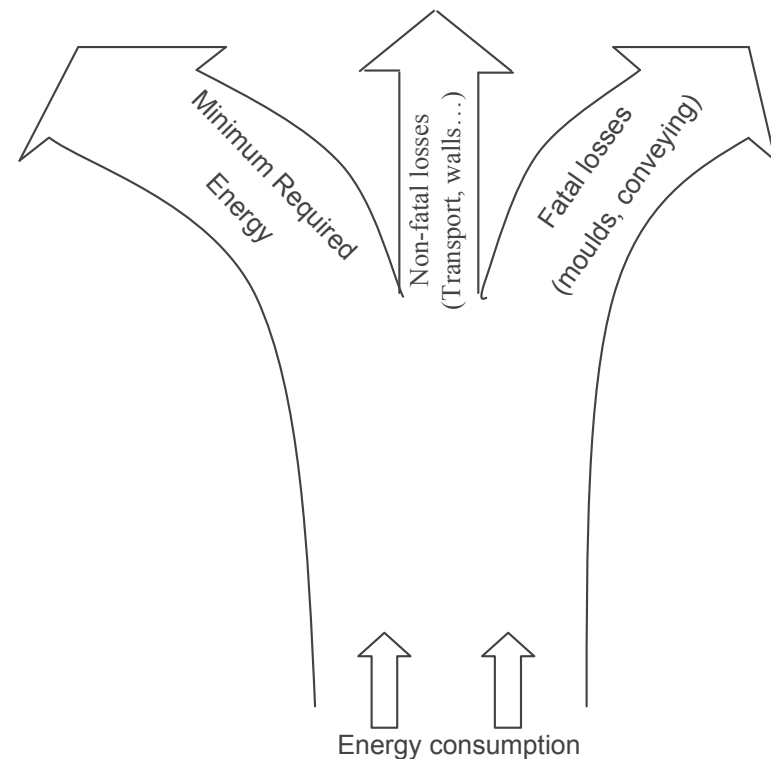 Minimum Required
Energy
Non-fatal losses
(Transport, walls…)
Fatal losses
(moulds, conveying)
Energy consumption